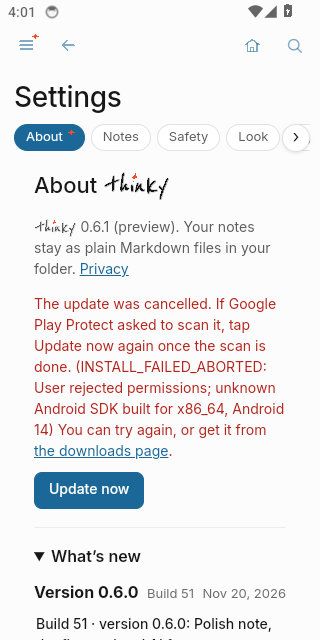 4:01
Settings
About
Notes
Safety
Look
About thinky
thinky 0.6.1 (preview). Your notes
stay as plain Markdown files in your
folder. Privacy
The update was cancelled. If Google
Play Protect asked to scan it, tap
Update now again once the scan is
done. (INSTALL_FAILED_ABORTED:
User rejected permissions; unknown
Android SDK built for x86_64, Android
14) You can try again, or get it from
the downloads page.
Update now
What's new
Version 0.6.0 Build 51 Nov 20, 2026
Build 51 · version 0.6.0: Polish note,